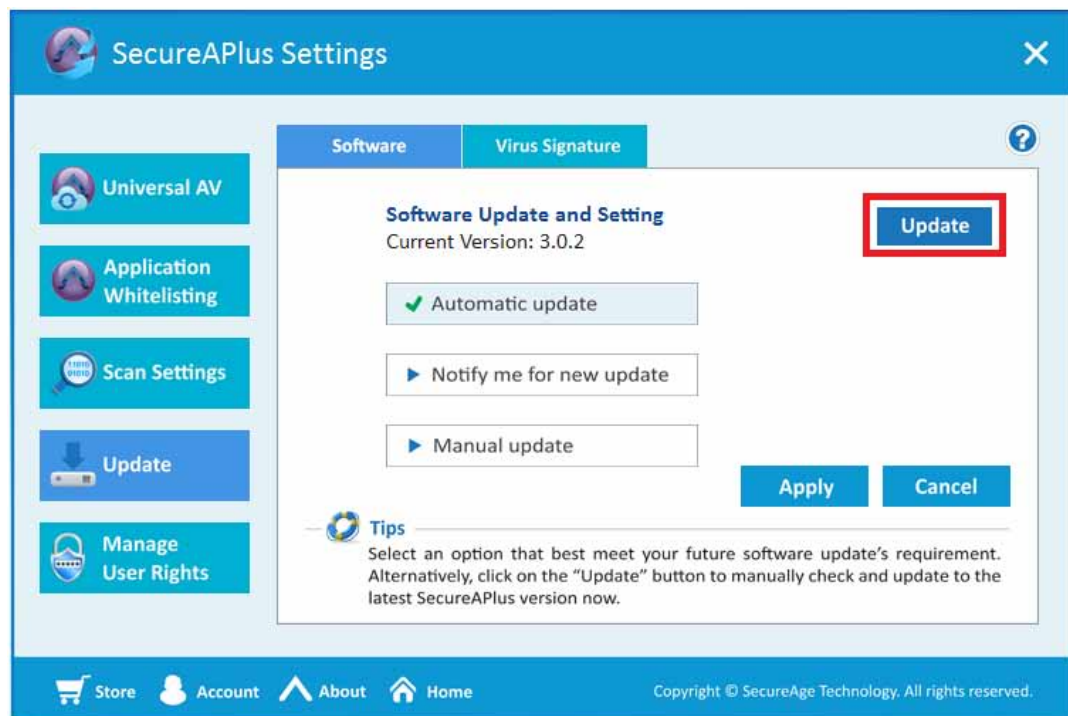 SecureAPlus Settings
Software
Virus Signature
Universal AV
Application
Whitelisting
Scan Settings
Update
Manage
User Rights
Software Update and Setting
Current Version: 3.0.2
Update
Automatic update
Notify me for new update
Manual update
Apply
Cancel
Tips
Select an option that best meet your future software update's requirement.
Alternatively, click on the “Update” button to manually check and update to the
latest SecureAPlus version now.
Store
Account
About
Home
Copyright © SecureAge Technology. All rights reserved.